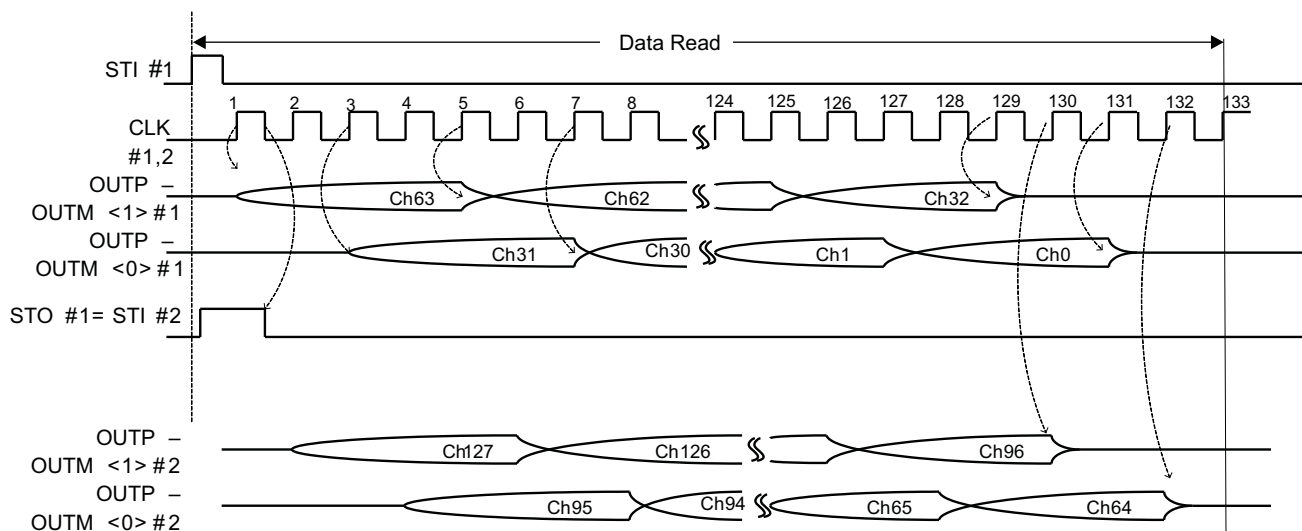 Data Read
STI #1
1 2 3 4 5 6 7 8 124 125 126 127 128 129 130 131 132 133
CLK
#1,2
OUTP –
OUTM <1> #1
Ch63 Ch62 Ch32
OUTP –
OUTM <0> #1
Ch31 Ch30 Ch1 Ch0
STO #1= STI #2
OUTP –
OUTM <1> #2
Ch127 Ch126 Ch96
OUTP –
OUTM <0> #2
Ch95 Ch94 Ch65 Ch64